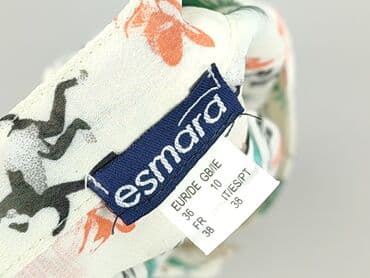 esmara
EUR/DE GB/IE
36 10
FR IT/ES/PT
38 38